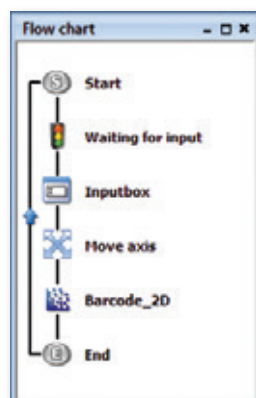 Flow chart
S Start
Waiting for input
Inputbox
Move axis
Barcode_2D
E End